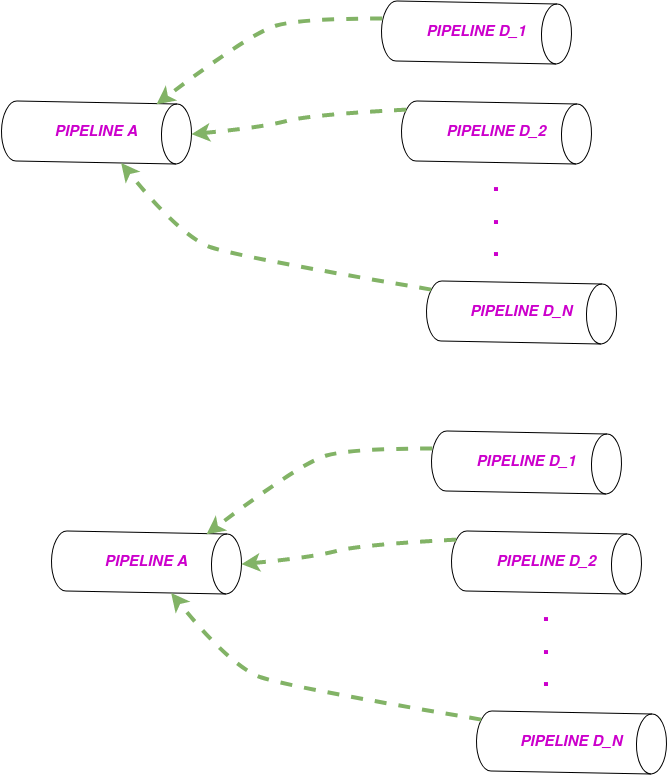 PIPELINE D_1
PIPELINE A
PIPELINE D_2
.
.
.
PIPELINE D_N
PIPELINE D_1
PIPELINE A
PIPELINE D_2
.
.
.
PIPELINE D_N